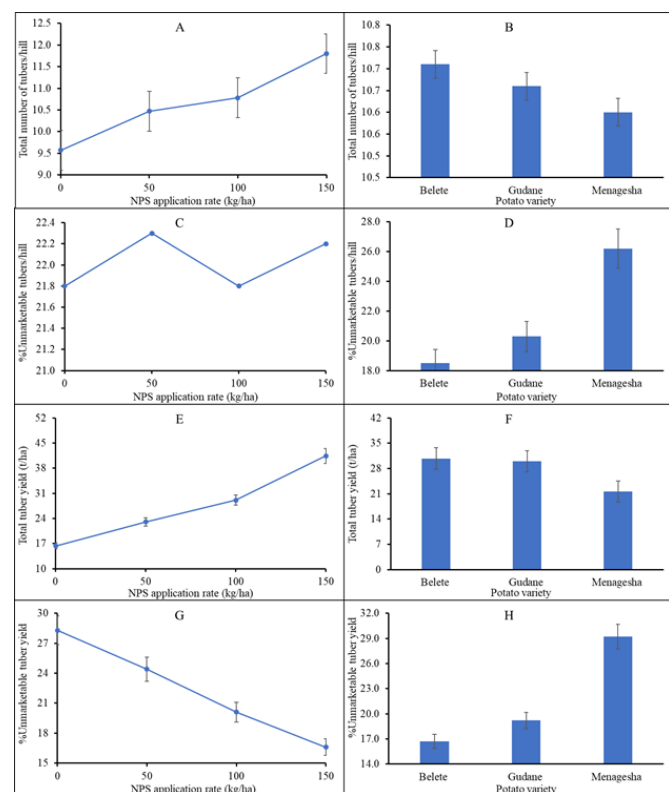 A
Total number of tubers/hill
12.5
12.0
11.5
11.0
10.5
10.0
9.5
9.0
0 50 100 150
NPS application rate (kg/ha)
B
Total number of tubers/hill
10.8
10.8
10.7
10.7
10.6
10.6
10.5
10.5
Belete Gudane Menagesha
Potato variety
C
%Unmarketable tubers/hill
22.4
22.2
22.0
21.8
21.6
21.4
21.2
21.0
0 50 100 150
NPS application rate (kg/ha)
D
%Unmarketable tubers/hill
28.0
26.0
24.0
22.0
20.0
18.0
Belete Gudane Menagesha
Potato variety
E
Total tuber yield (t/ha)
52
45
38
31
24
17
10
0 50 100 150
NPS application rate (kg/ha)
F
Total tuber yield (t/ha)
42
35
28
21
14
7
0
Belete Gudane Menagesha
Potato variety
G
%Unmarketable tuber yield
30
27
24
21
18
15
0 50 100 150
NPS application rate (kg/ha)
H
%Unmarketable tuber yield
32.0
29.0
26.0
23.0
20.0
17.0
14.0
Belete Gudane Menagesha
Potato variety